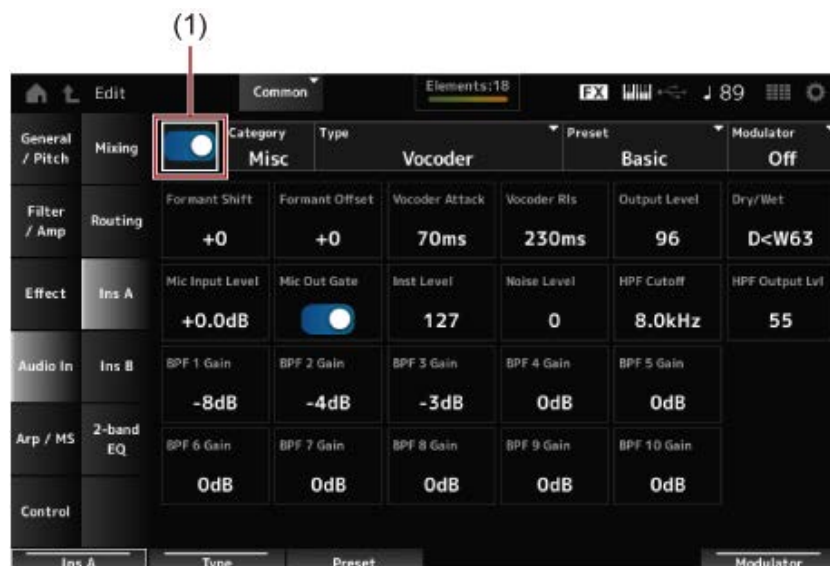 (1)
Edit Common Elements:18 FX 89
General / Pitch Mixing Category Misc Type Vocoder Preset Basic Modulator Off
Filter / Amp Routing Formant Shift +0 Formant Offset +0 Vocoder Attack 70ms Vocoder Rls 230ms Output Level 96 Dry/Wet D<W63
Effect Ins A Mic Input Level +0.0dB Mic Out Gate Inst Level 127 Noise Level 0 HPF Cutoff 8.0kHz HPF Output Lvl 55
Audio In Ins B BPF 1 Gain -8dB BPF 2 Gain -4dB BPF 3 Gain -3dB BPF 4 Gain 0dB BPF 5 Gain 0dB
Arp / MS 2-band EQ BPF 6 Gain 0dB BPF 7 Gain 0dB BPF 8 Gain 0dB BPF 9 Gain 0dB BPF 10 Gain 0dB
Control
Ins A Type Preset Modulator